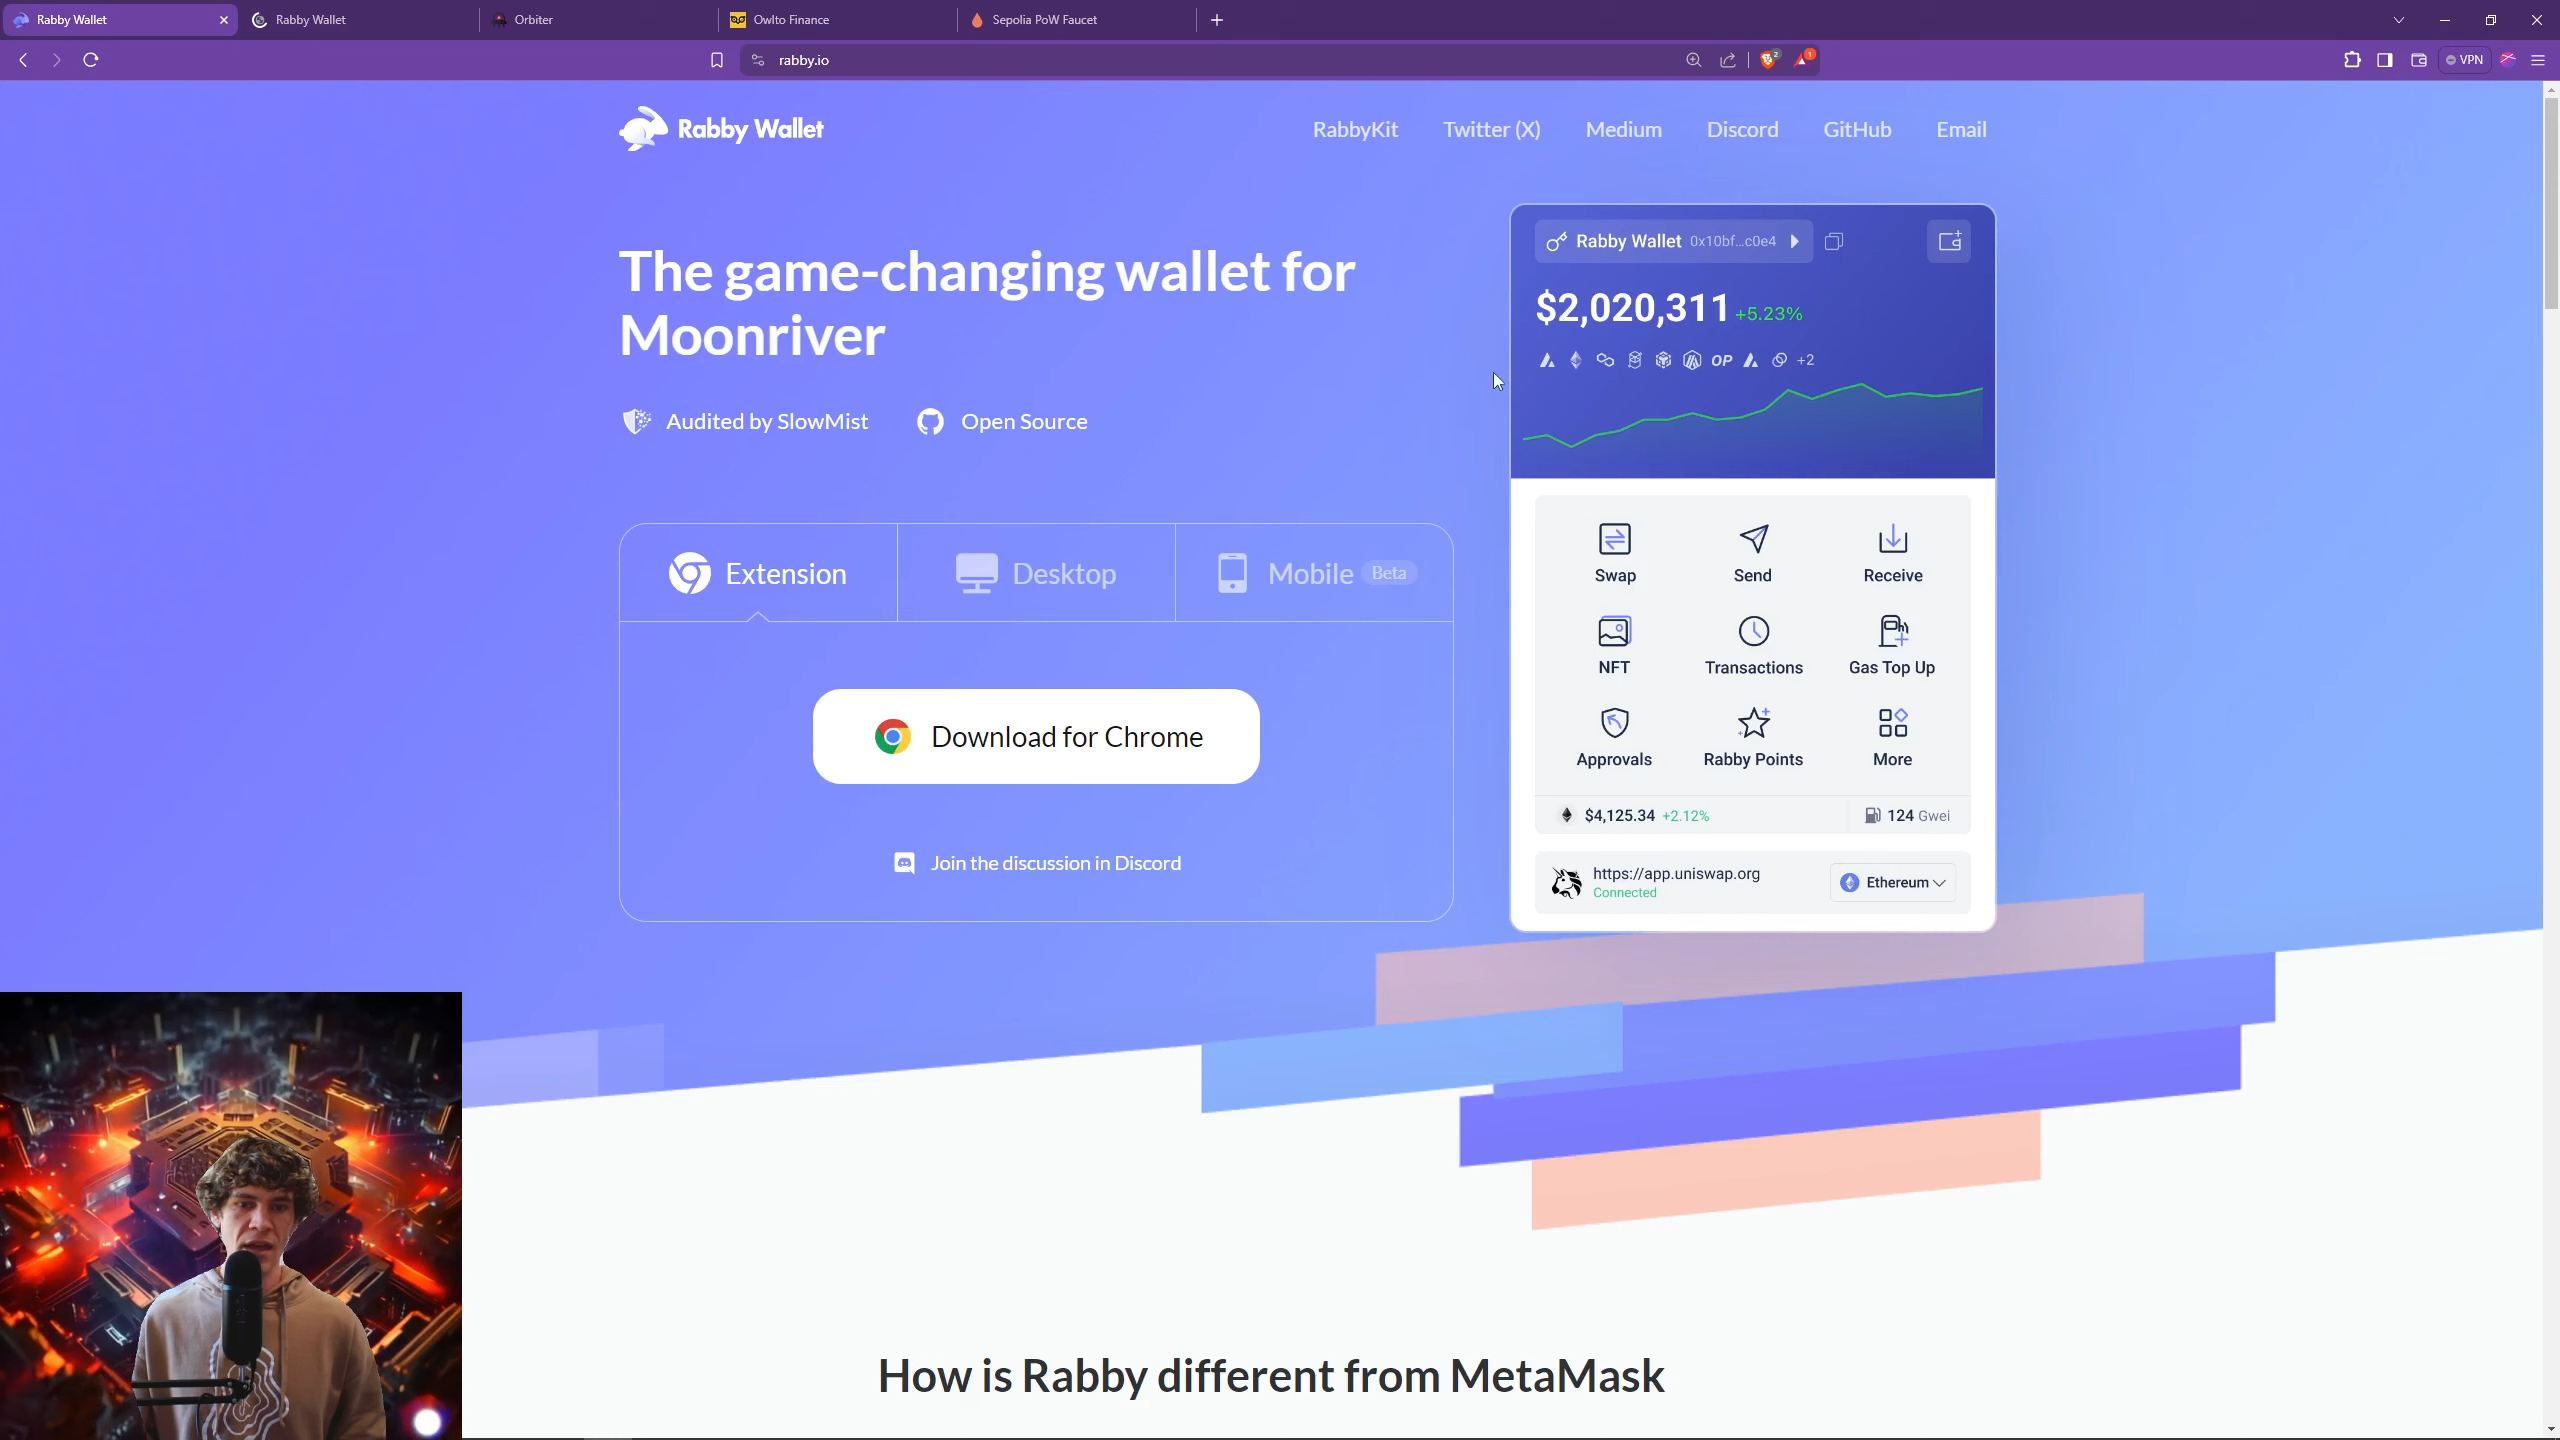 Rabby Wallet
Rabby Wallet
Orbiter
Owlto Finance
Sepolia PoW Faucet
rabby.io
2
1
VPN
Rabby Wallet
RabbyKit
Twitter (X)
Medium
Discord
GitHub
Email
The game-changing wallet for
Moonriver
Audited by SlowMist
Open Source
Extension
Desktop
Mobile Beta
Download for Chrome
Join the discussion in Discord
Rabby Wallet 0x10bf...c0e4
$2,020,311 +5.23%
OP +2
Swap
Send
Receive
NFT
Transactions
Gas Top Up
Approvals
Rabby Points
More
$4,125.34 +2.12%
124 Gwei
https://app.uniswap.org
Connected
Ethereum
How is Rabby different from MetaMask